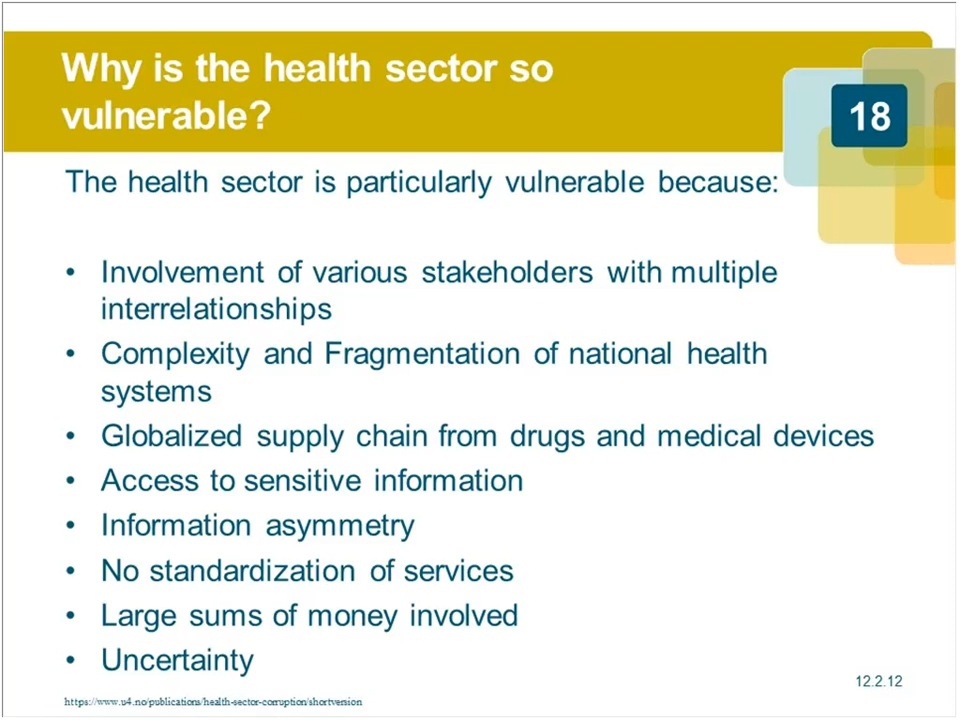 Why is the health sector so
vulnerable?
18
The health sector is particularly vulnerable because:
• Involvement of various stakeholders with multiple
interrelationships
• Complexity and Fragmentation of national health
systems
• Globalized supply chain from drugs and medical devices
• Access to sensitive information
• Information asymmetry
• No standardization of services
• Large sums of money involved
• Uncertainty
12.2.12
https://www.u4.no/publications/health-sector-corruption/shortversion